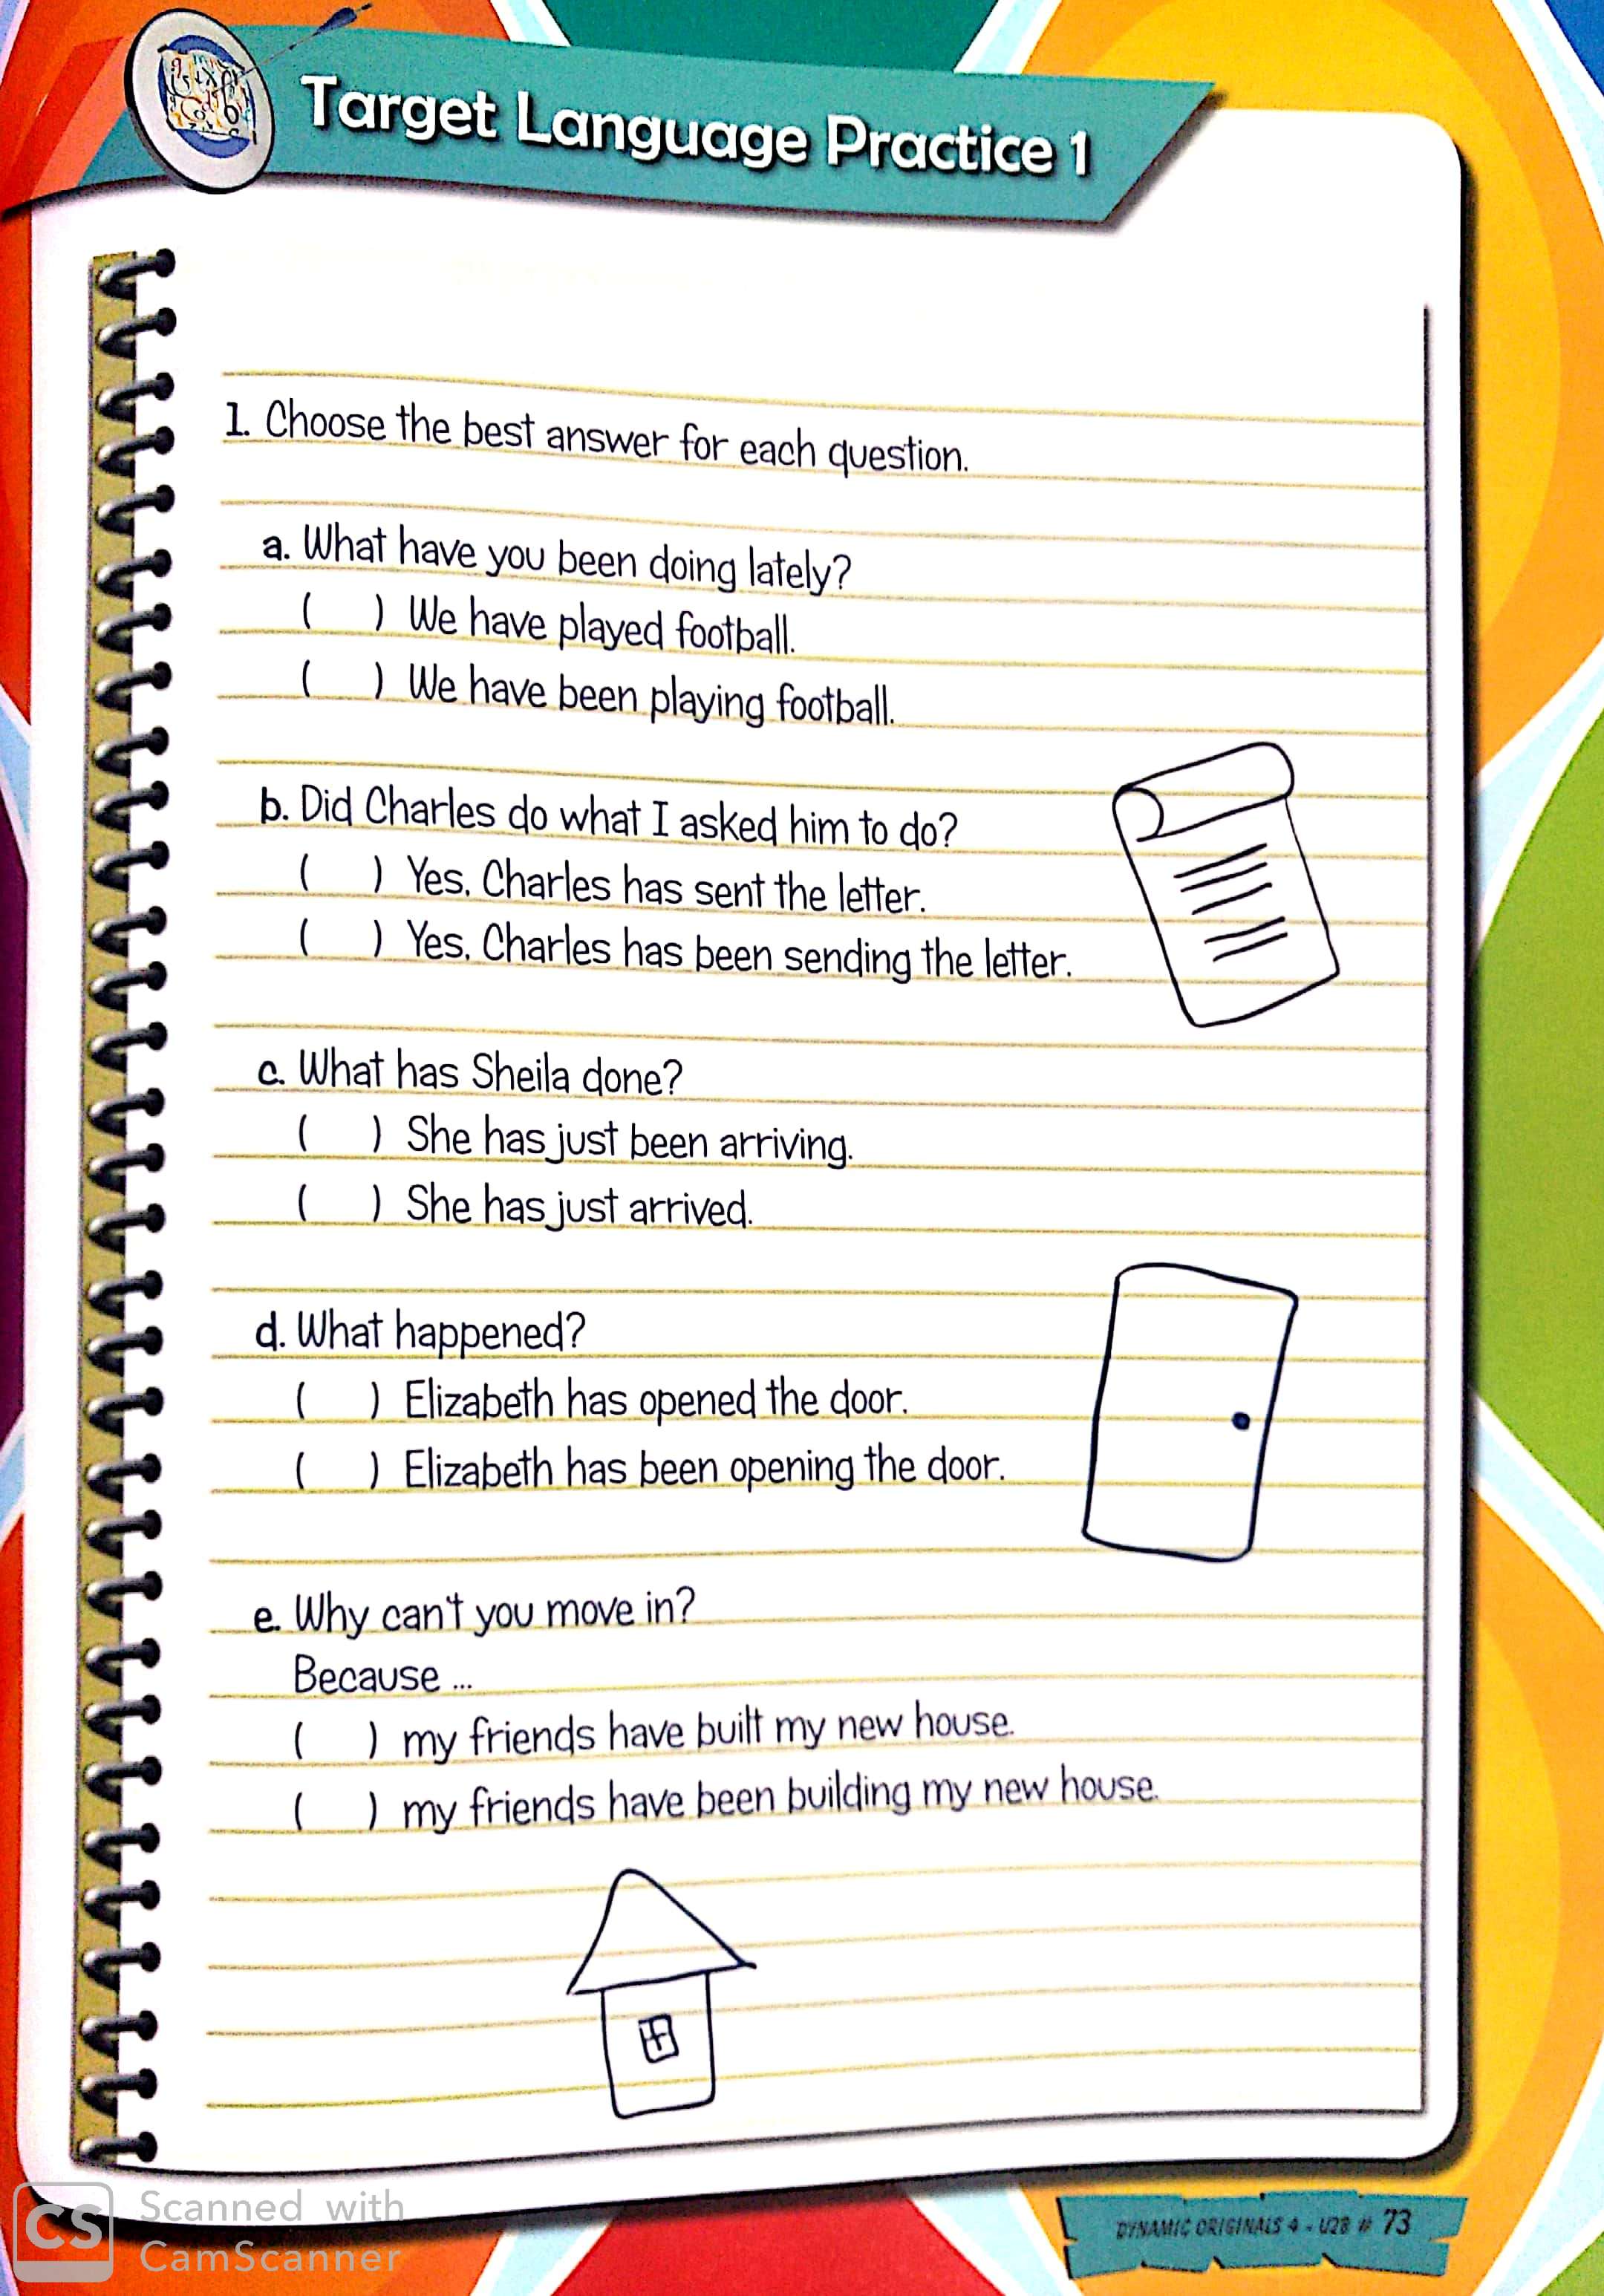 Target Language Practice 1
1. Choose the best answer for each question.
a. What have you been doing lately?
( ) We have played football.
( ) We have been playing football.
b. Did Charles do what I asked him to do?
( ) Yes, Charles has sent the letter.
( ) Yes, Charles has been sending the letter.
c. What has Sheila done?
( ) She has just been arriving.
( ) She has just arrived.
d. What happened?
( ) Elizabeth has opened the door.
( ) Elizabeth has been opening the door.
e. Why can't you move in?
Because ...
( ) my friends have built my new house.
( ) my friends have been building my new house.
DYNAMIC ORIGINALS 4 - U28 # 73
CS Scanned with
CamScanner